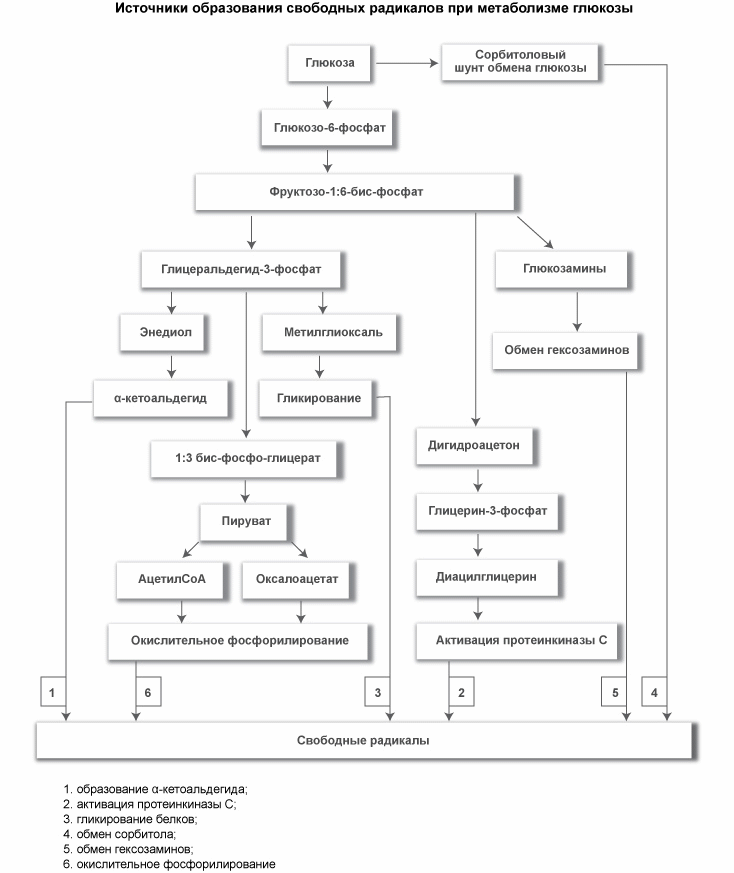 Источники образования свободных радикалов при метаболизме глюкозы
Глюкоза
Сорбитоловый
шунт обмена глюкозы
Глюкозо-6-фосфат
Фруктозо-1:6-бис-фосфат
Глицеральдегид-3-фосфат
Глюкозамины
Энедиол
Метилглиоксаль
Обмен гексозаминов
α-кетоальдегид
Гликирование
Дигидроацетон
1:3 бис-фосфо-глицерат
Глицерин-3-фосфат
Пируват
АцетилСоА
Оксалоацетат
Диацилглицерин
Окислительное фосфорилирование
Активация протеинкиназы С
1
6
3
2
5
4
Свободные радикалы
1. образование α-кетоальдегида;
2. активация протеинкиназы С;
3. гликирование белков;
4. обмен сорбитола;
5. обмен гексозаминов;
6. окислительное фосфорилирование